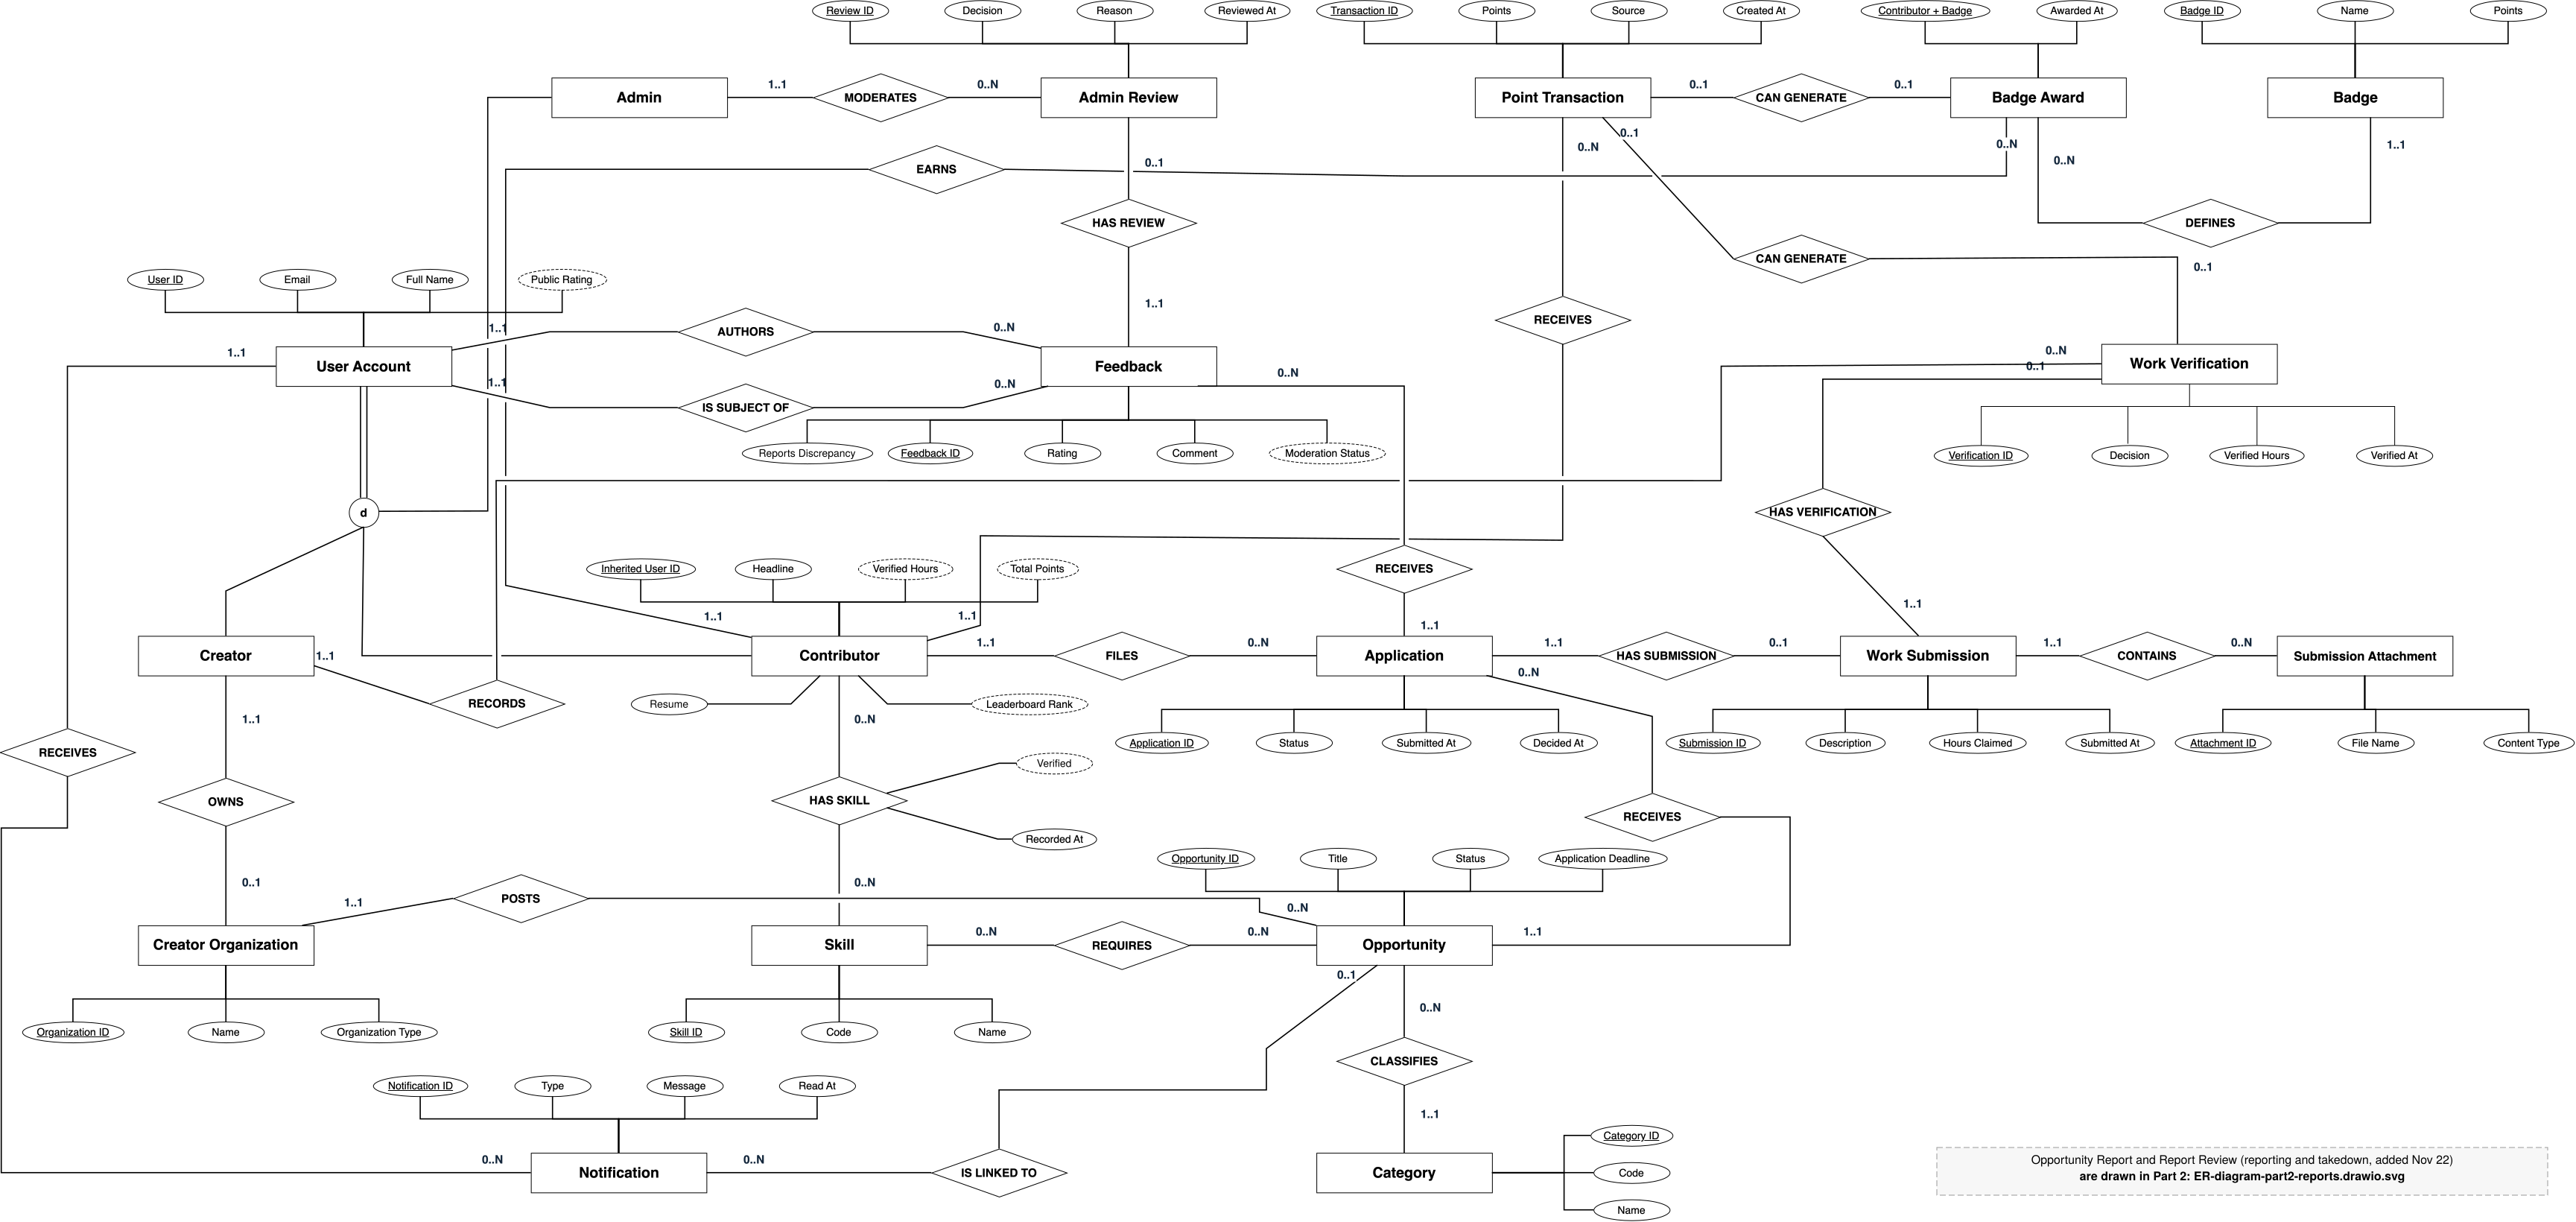 Review ID
Decision
Reason
Reviewed At
Transaction ID
Points
Source
Created At
Contributor + Badge
Awarded At
Badge ID
Name
Points
Admin
1..1
MODERATES
0..N
Admin Review
Point Transaction
0..1
CAN GENERATE
0..1
Badge Award
Badge
0..1
0..N
0..N
1..1
0..N
EARNS
0..1
HAS REVIEW
DEFINES
CAN GENERATE
0..1
User ID
Email
Full Name
Public Rating
1..1
RECEIVES
1..1
AUTHORS
0..N
1..1
User Account
Feedback
0..N
0..N
0..1
Work Verification
1..1
IS SUBJECT OF
0..N
Reports Discrepancy
Feedback ID
Rating
Comment
Moderation Status
Verification ID
Decision
Verified Hours
Verified At
d
HAS VERIFICATION
Inherited User ID
Headline
Verified Hours
Total Points
RECEIVES
1..1
1..1
1..1
1..1
Creator
1..1
Contributor
1..1
FILES
0..N
Application
1..1
HAS SUBMISSION
0..1
Work Submission
1..1
CONTAINS
0..N
Submission Attachment
0..N
RECORDS
Resume
Leaderboard Rank
1..1
0..N
Application ID
Status
Submitted At
Decided At
Submission ID
Description
Hours Claimed
Submitted At
Attachment ID
File Name
Content Type
RECEIVES
Verified
OWNS
HAS SKILL
RECEIVES
Recorded At
Opportunity ID
Title
Status
Application Deadline
0..1
0..N
1..1
POSTS
0..N
Creator Organization
Skill
0..N
REQUIRES
0..N
Opportunity
1..1
0..1
0..N
Organization ID
Name
Organization Type
Skill ID
Code
Name
CLASSIFIES
Notification ID
Type
Message
Read At
1..1
Category ID
0..N
Notification
0..N
IS LINKED TO
Category
Code
Name
Opportunity Report and Report Review (reporting and takedown, added Nov 22)
are drawn in Part 2: ER-diagram-part2-reports.drawio.svg